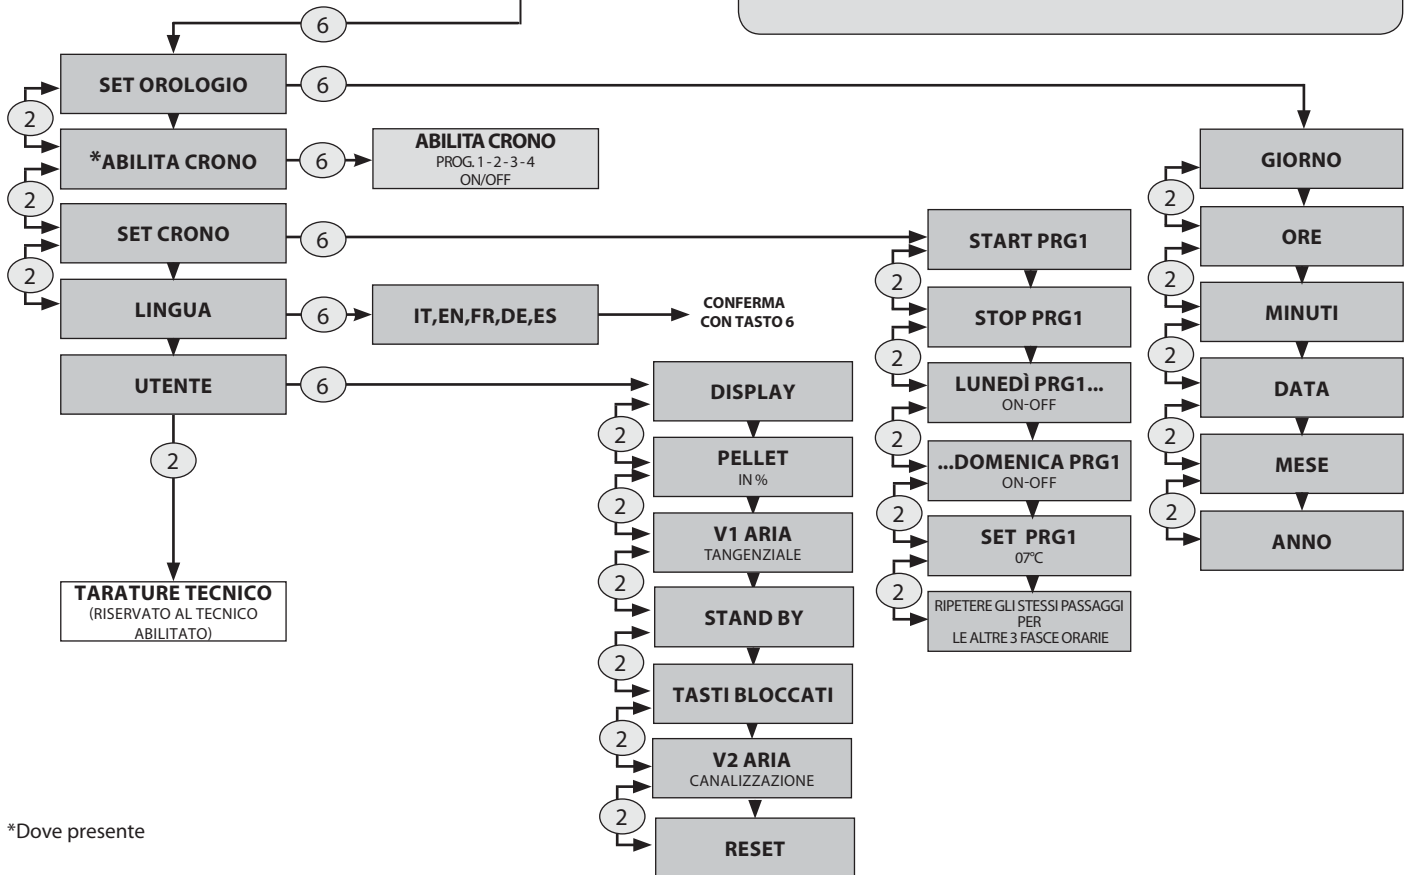 6
SET OROLOGIO
6
2
*ABILITA CRONO
6
ABILITA CRONO
PROG. 1 - 2 - 3 - 4
ON/OFF
2
SET CRONO
6
2
LINGUA
6
IT,EN,FR,DE,ES
CONFERMA
CON TASTO 6
UTENTE
6
2
TARATURE TECNICO
(RISERVATO AL TECNICO
ABILITATO)
DISPLAY
2
PELLET
IN %
2
V1 ARIA
TANGENZIALE
2
STAND BY
2
TASTI BLOCCATI
2
V2 ARIA
CANALIZZAZIONE
2
RESET
START PRG1
2
STOP PRG1
2
LUNEDÌ PRG1...
ON-OFF
2
...DOMENICA PRG1
ON-OFF
2
SET PRG1
07°C
2
RIPETERE GLI STESSI PASSAGGI
PER
LE ALTRE 3 FASCE ORARIE
GIORNO
2
ORE
2
MINUTI
2
DATA
2
MESE
2
ANNO
*Dove presente